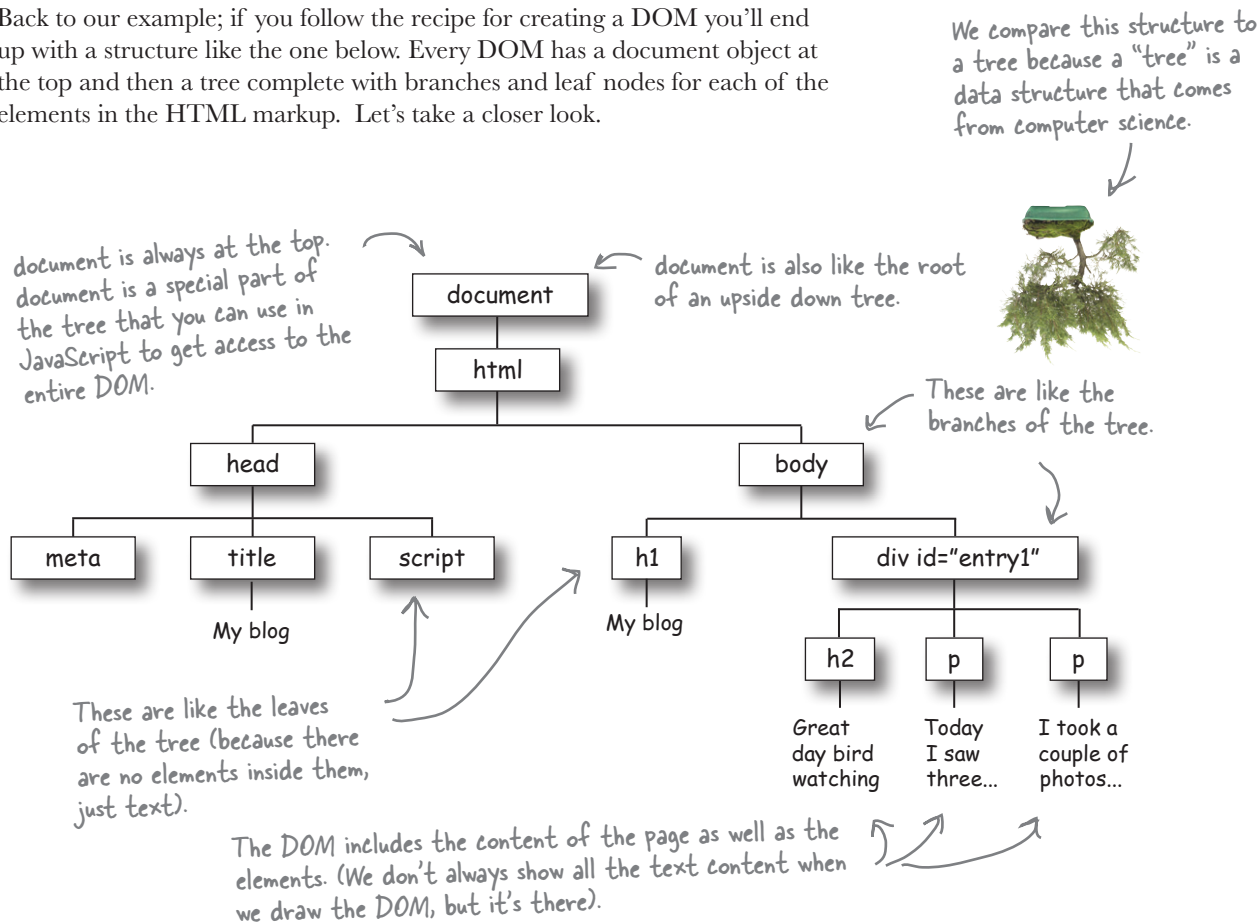 Back to our example; if you follow the recipe for creating a DOM you'll end
up with a structure like the one below. Every DOM has a document object at
the top and then a tree complete with branches and leaf nodes for each of the
elements in the HTML markup. Let's take a closer look.
We compare this structure to
a tree because a "tree" is a
data structure that comes
from computer science.
document is always at the top.
document is a special part of
the tree that you can use in
JavaScript to get access to the
entire DOM.
document
document is also like the root
of an upside down tree.
html
These are like the
branches of the tree.
head
body
meta
title
script
h1
div id="entry1"
My blog
My blog
h2
p
p
Great
day bird
watching
Today
I saw
three...
I took a
couple of
photos...
These are like the leaves
of the tree (because there
are no elements inside them,
just text).
The DOM includes the content of the page as well as the
elements. (We don't always show all the text content when
we draw the DOM, but it's there).